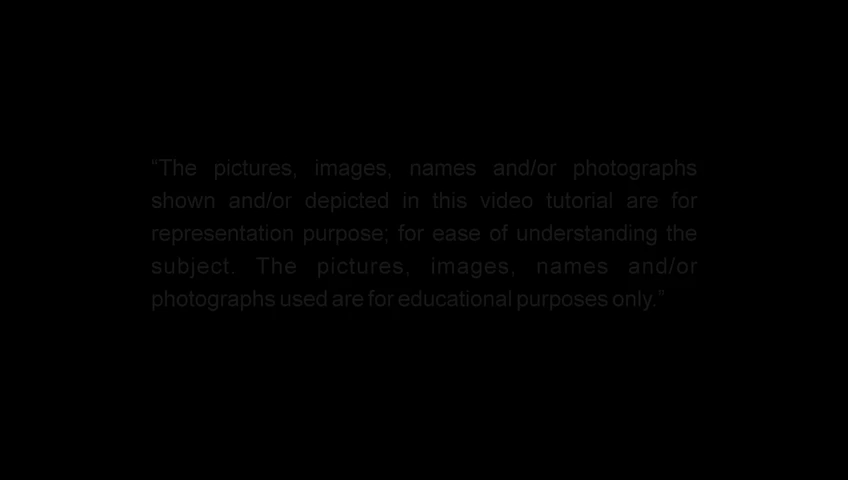 “The pictures, images, names and/or photographs
shown and/or depicted in this video tutorial are for
representation purpose; for ease of understanding the
subject. The pictures, images, names and/or
photographs used are for educational purposes only.”